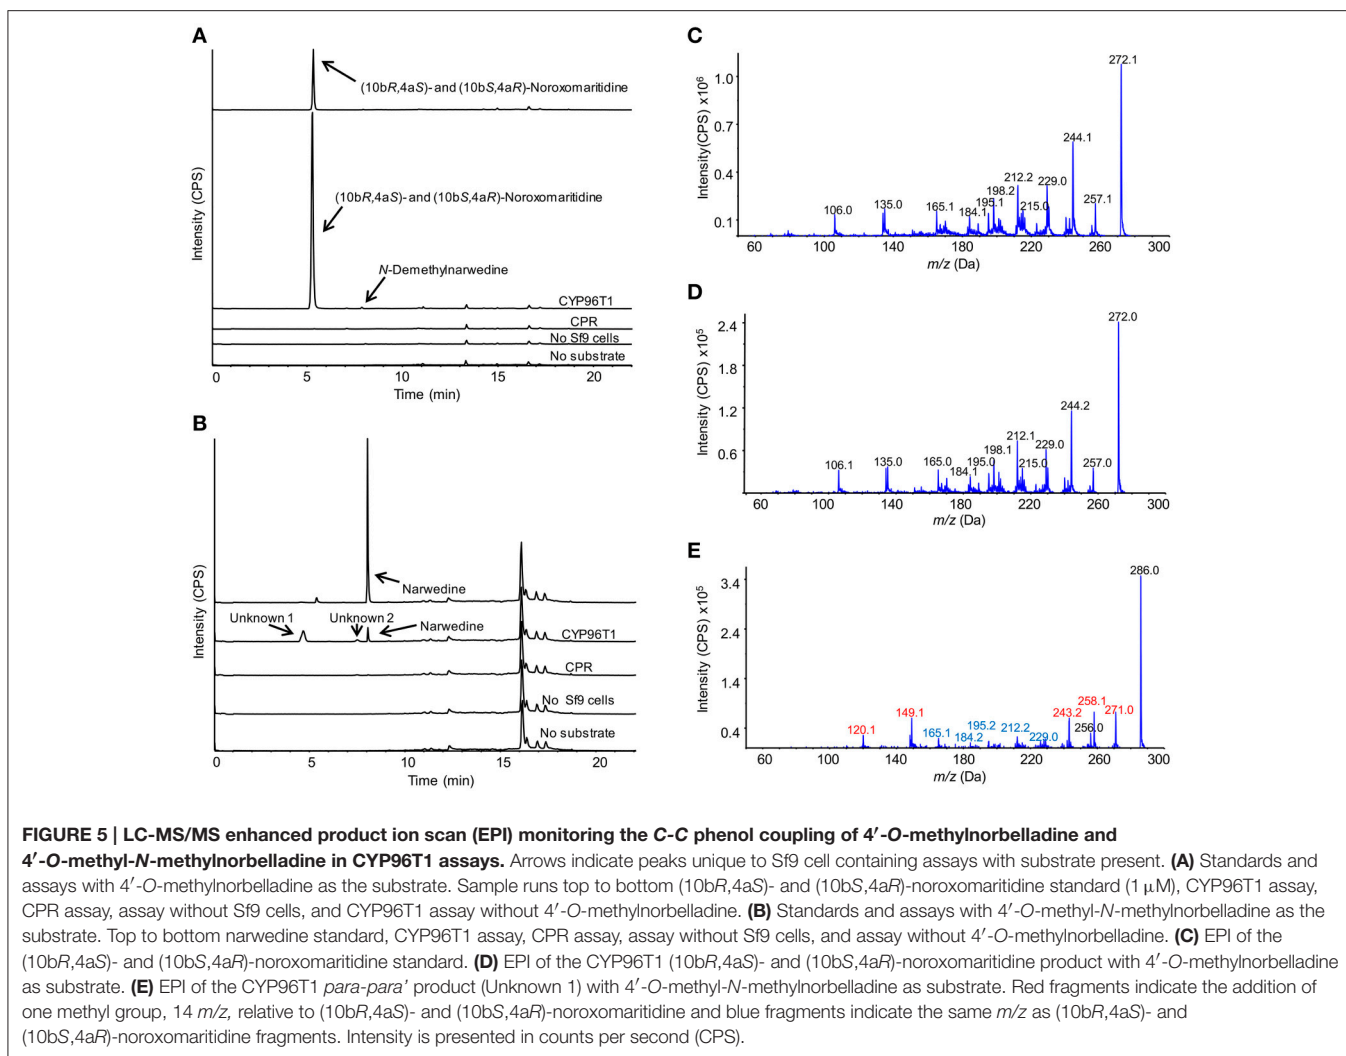 A
(10bR,4aS)- and (10bS,4aR)-Noroxomaritidine
(10bR,4aS)- and (10bS,4aR)-Noroxomaritidine
N-Demethylnarwedine
CYP96T1
CPR
No Sf9 cells
No substrate
Intensity (CPS)
0 5 10 15 20
Time (min)
B
Narwedine
Unknown 1
Unknown 2
Narwedine
CYP96T1
CPR
No Sf9 cells
No substrate
Intensity (CPS)
0 5 10 15 20
Time (min)
C
Intensity(CPS) x10⁶
1.0
0.7
0.4
0.1
106.0
135.0
165.1
184.1
195.1
198.2
212.2
215.0
229.0
244.1
257.1
272.1
60 100 140 180 220 260 300
m/z (Da)
D
Intensity (CPS) x10⁵
2.4
1.8
1.2
0.6
106.1
135.0
165.0
184.1
195.0
198.1
212.1
215.0
229.0
244.2
257.0
272.0
60 100 140 180 220 260 300
m/z (Da)
E
Intensity (CPS) x10⁵
3.4
2.4
1.4
0.4
120.1
149.1
165.1
184.2
195.2
212.2
229.0
243.2
256.0
258.1
271.0
286.0
60 100 140 180 220 260 300
m/z (Da)
FIGURE 5 | LC-MS/MS enhanced product ion scan (EPI) monitoring the C-C phenol coupling of 4′-O-methylnorbelladine and
4′-O-methyl-N-methylnorbelladine in CYP96T1 assays. Arrows indicate peaks unique to Sf9 cell containing assays with substrate present. (A) Standards and
assays with 4′-O-methylnorbelladine as the substrate. Sample runs top to bottom (10bR,4aS)- and (10bS,4aR)-noroxomaritidine standard (1 μM), CYP96T1 assay,
CPR assay, assay without Sf9 cells, and CYP96T1 assay without 4′-O-methylnorbelladine. (B) Standards and assays with 4′-O-methyl-N-methylnorbelladine as the
substrate. Top to bottom narwedine standard, CYP96T1 assay, CPR assay, assay without Sf9 cells, and assay without 4′-O-methylnorbelladine. (C) EPI of the
(10bR,4aS)- and (10bS,4aR)-noroxomaritidine standard. (D) EPI of the CYP96T1 (10bR,4aS)- and (10bS,4aR)-noroxomaritidine product with 4′-O-methylnorbelladine
as substrate. (E) EPI of the CYP96T1 para-para′ product (Unknown 1) with 4′-O-methyl-N-methylnorbelladine as substrate. Red fragments indicate the addition of
one methyl group, 14 m/z, relative to (10bR,4aS)- and (10bS,4aR)-noroxomaritidine and blue fragments indicate the same m/z as (10bR,4aS)- and
(10bS,4aR)-noroxomaritidine fragments. Intensity is presented in counts per second (CPS).